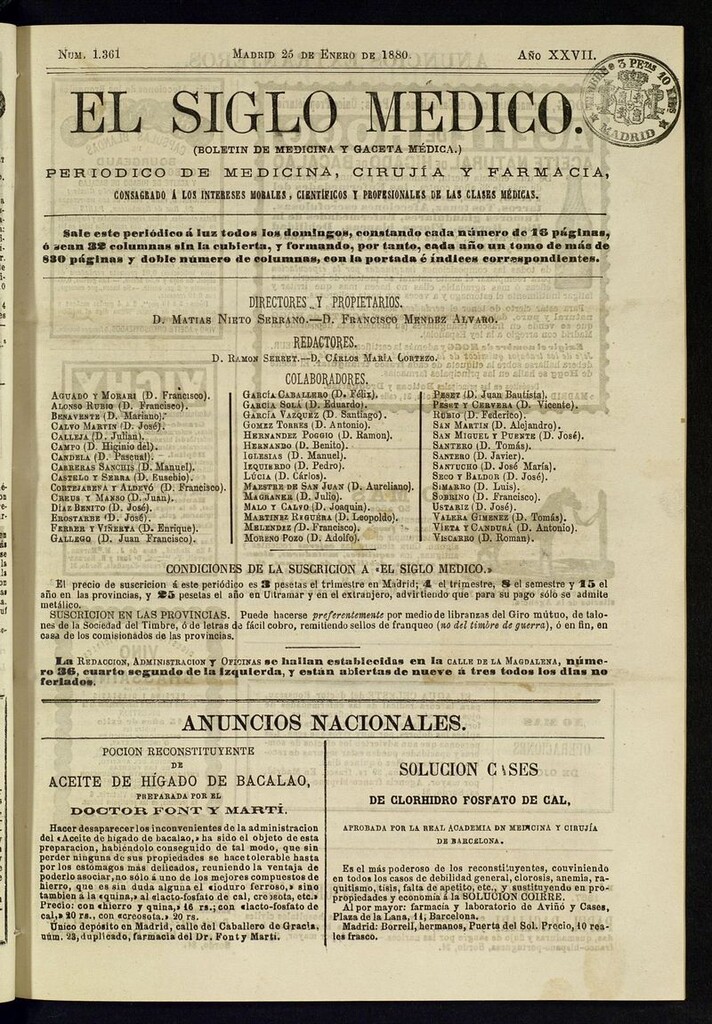 NUM. 1.361
MADRID 25 DE ENERO DE 1880.
AÑO XXVII.
3 PETAS 10 KILS
MADRID
EL SIGLO MÉDICO.
(BOLETIN DE MEDICINA Y GACETA MÉDICA.)
PERIODICO DE MEDICINA, CIRUJÍA Y FARMACIA,
CONSAGRADO Á LOS INTERESES MORALES, CIENTÍFICOS Y PROFESIONALES DE LAS CLASES MÉDICAS.
Sale este periódico á luz todos los domingos, constando cada número de 16 páginas,
ó sean 32 columnas sin la cubierta, y formando, por tanto, cada año un tomo de más de
830 páginas y doble número de columnas, con la portada é índices correspondientes.
DIRECTORES Y PROPIETARIOS.
D. MATIAS NIETO SERRANO.—D. FRANCISCO MENDEZ ALVARO.
REDACTORES.
D. RAMON SERRET.—D. CÁRLOS MARÍA CORTEZO.
COLABORADORES.
AGUADO Y MORARI (D. Francisco).
ALONSO RUBIO (D. Francisco).
BENAVENTE (D. Mariano).
CALVO MARTIN (D. José).
CALLEJA (D. Julian).
CAMPO (D. Higinio del).
CANDELA (D. Pascual).
CARRERAS SANCHIS (D. Manuel).
CASTELO Y SERRA (D. Eusebio).
CORTEJARENA Y ALDEVÓ (D. Francisco).
CREUS Y MANSO (D. Juan).
DIAZ BENITO (D. José).
EROSTARBE (D. José).
FERRER Y VIÑERTA (D. Enrique).
GALLEGO (D. Juan Francisco).
GARCÍA CABALLERO (D. Félix).
GARCÍA SOLÁ (D. Eduardo).
GARCÍA VAZQUEZ (D. Santiago).
GOMEZ TORRES (D. Antonio).
HERNANDEZ POGGIO (D. Ramon).
HERNANDO (D. Benito).
IGLESIAS (D. Manuel).
IZQUIERDO (D. Pedro).
LÚCIA (D. Cárlos).
MAESTRE DE SAN JUAN (D. Aureliano).
MAGRANER (D. Julio).
MALO Y CALVO (D. Joaquin).
MARTINEZ REGUERA (D. Leopoldo).
MELENDEZ (D. Francisco).
MORENO POZO (D. Adolfo).
PESET (D. Juan Bautista).
PESET Y CERVERA (D. Vicente).
RUBIO (D. Federico).
SAN MARTIN (D. Alejandro).
SAN MIGUEL Y PUENTE (D. José).
SANTERO (D. Tomás).
SANTERO (D. Javier).
SANTUCHO (D. José María).
SECO Y BALDOR (D. José).
SIMARRO (D. Luis).
SOBRINO (D. Francisco).
USTARIZ (D. José).
VALERA GIMENEZ (D. Tomás).
VIETA Y GANDURÁ (D. Antonio).
VISCARRO (D. Roman).
CONDICIONES DE LA SUSCRICION A «EL SIGLO MEDICO.»
El precio de suscricion á este periódico es 3 pesetas el trimestre en Madrid; 4 el trimestre, 8 el semestre y 15 el
año en las provincias, y 25 pesetas el año en Ultramar y en el extranjero, advirtiendo que para su pago sólo se admite
metálico.
SUSCRICION EN LAS PROVINCIAS. Puede hacerse preferentemente por medio de libranzas del Giro mútuo, de talo-
nes de la Sociedad del Timbre, ó de letras de fácil cobro, remitiendo sellos de franqueo (no del timbre de guerra), ó en fin, en
casa de los comisionados de las provincias.
LA REDACCION, ADMINISTRACION Y OFICINAS se hallan establecidas en la CALLE DE LA MAGDALENA, núme-
ro 36, cuarto segundo de la izquierda, y están abiertas de nueve á tres todos los dias no
feriados.
ANUNCIOS NACIONALES.
POCION RECONSTITUYENTE
DE
ACEITE DE HÍGADO DE BACALAO,
PREPARADA POR EL
DOCTOR FONT Y MARTÍ.
Hacer desaparecer los inconvenientes de la administracion
del «Aceite de hígado de bacalao,» ha sido el objeto de esta
preparacion, habiéndolo conseguido de tal modo, que sin
perder ninguna de sus propiedades se hace tolerable hasta
por los estómagos más delicados, reuniendo la ventaja de
poderlo asociar, no sólo á uno de los mejores compuestos de
hierro, que es sin duda alguna el «ioduro ferroso,» sino
tambien á la «quina,» al «lacto-fosfato de cal, creosota, etc.»
Precio: con «hierro y quina,» 16 rs.; con «lacto-fosfato de
cal,» 20 rs., con «creosota,» 20 rs.
Único depósito en Madrid, calle del Caballero de Gracia,
núm. 23, duplicado, farmacia del Dr. Font y Martí.
SOLUCION CASES
DE CLORHIDRO FOSFATO DE CAL,
APROBADA POR LA REAL ACADEMIA DN MEDICINA Y CIRUJÍA
DE BARCELONA.
Es el más poderoso de los reconstituyentes, conviniendo
en todos los casos de debilidad general, clorosis, anemia, ra-
quitismo, tísis, falta de apetito, etc., y sustituyendo en pro-
propiedades y economía á la SOLUCION COIRRE.
Al por mayor: farmacia y laboratorio de Aviñó y Cases,
Plaza de la Lana, 11, Barcelona.
Madrid: Borrell, hermanos, Puerta del Sol. Precio, 10 rea-
les frasco.